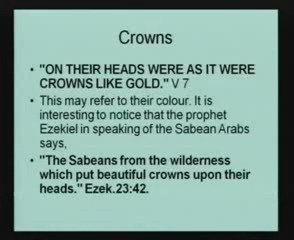 Crowns
• "ON THEIR HEADS WERE AS IT WERE
CROWNS LIKE GOLD." V 7
• This may refer to their colour. It is
interesting to notice that the prophet
Ezekiel in speaking of the Sabean Arabs
says,
• "The Sabeans from the wilderness
which put beautiful crowns upon their
heads." Ezek.23:42.